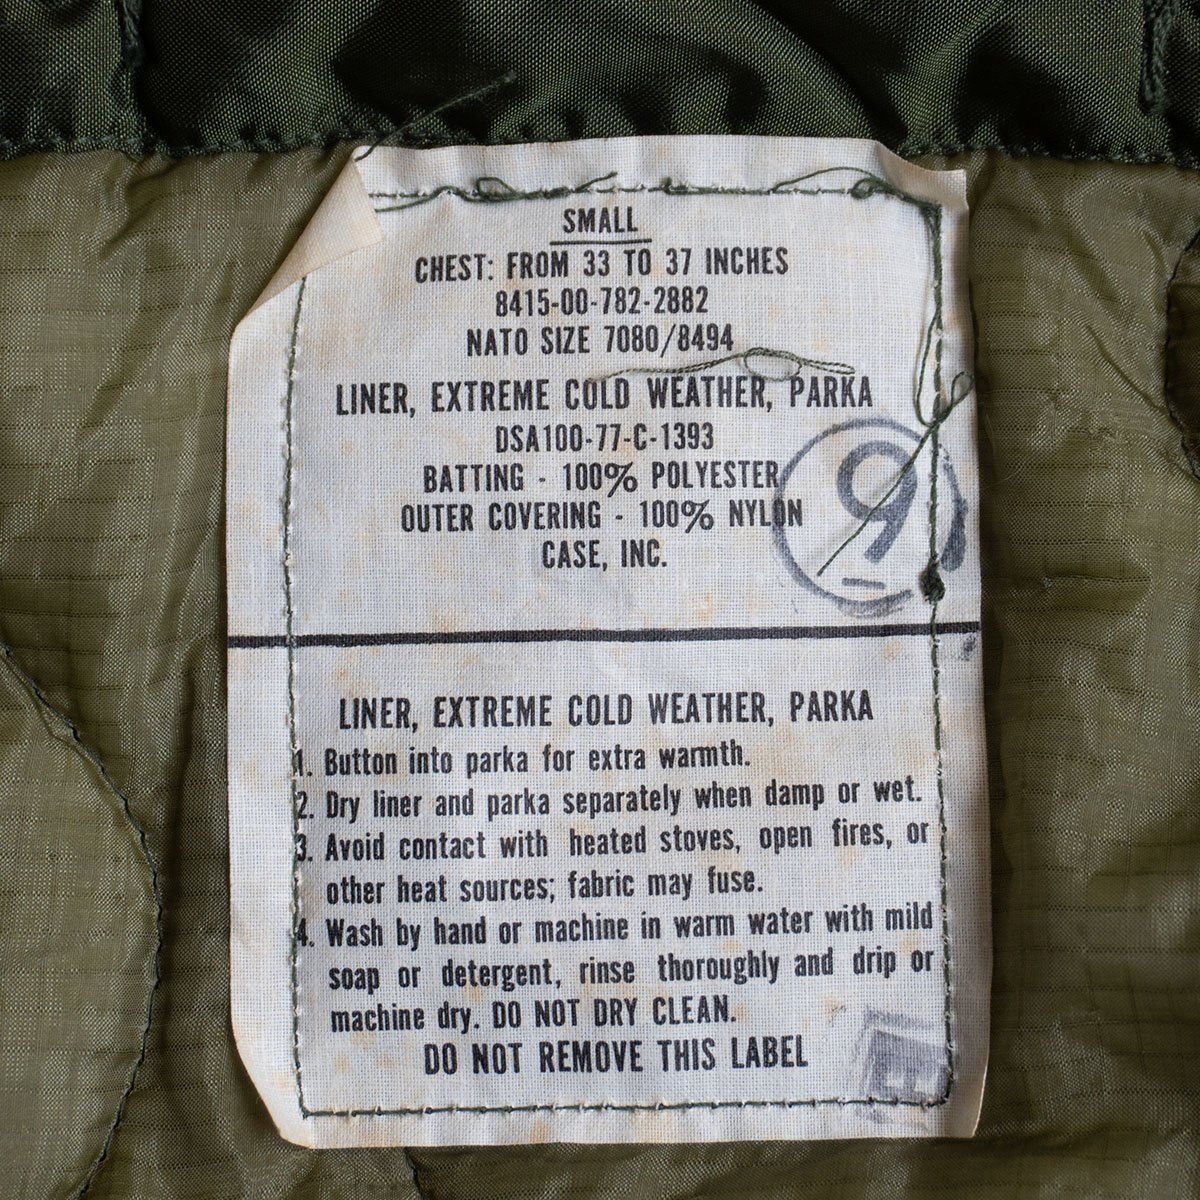 SMALL
CHEST: FROM 33 TO 37 INCHES
8415-00-782-2882
NATO SIZE 7080/8494
LINER, EXTREME COLD WEATHER, PARKA
DSA100-77-C-1393
BATTING - 100% POLYESTER
OUTER COVERING - 100% NYLON
CASE, INC.
9
LINER, EXTREME COLD WEATHER, PARKA
1. Button into parka for extra warmth.
2. Dry liner and parka separately when damp or wet.
3. Avoid contact with heated stoves, open fires, or
other heat sources; fabric may fuse.
4. Wash by hand or machine in warm water with mild
soap or detergent, rinse thoroughly and drip or
machine dry. DO NOT DRY CLEAN.
DO NOT REMOVE THIS LABEL